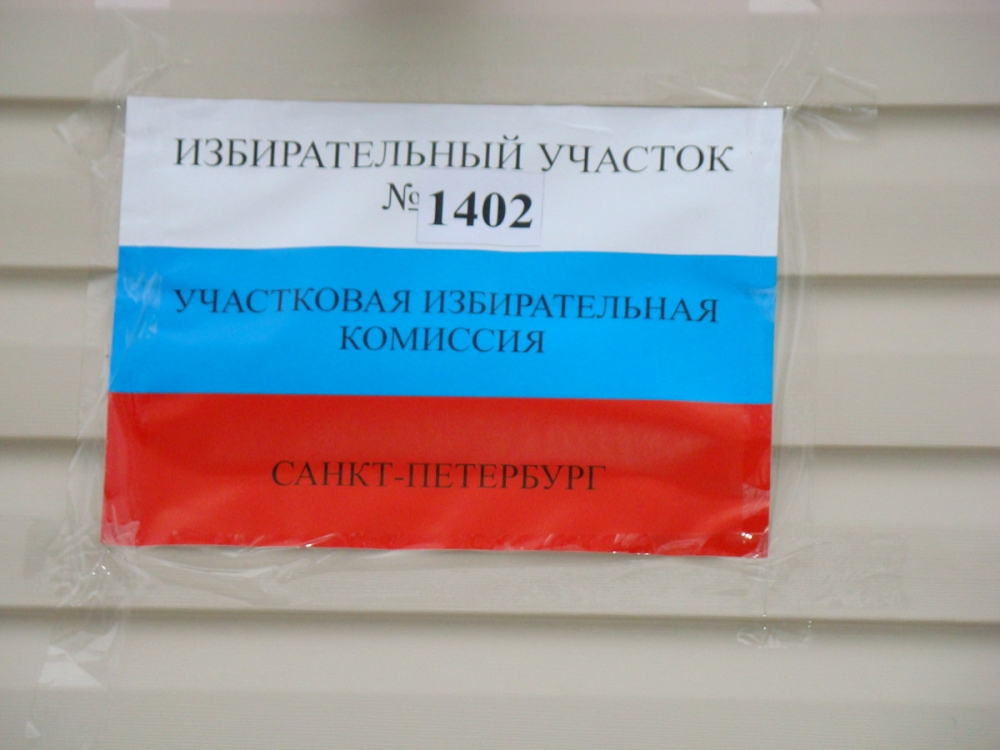 ИЗБИРАТЕЛЬНЫЙ УЧАСТОК
№ 1402
УЧАСТКОВАЯ ИЗБИРАТЕЛЬНАЯ
КОМИССИЯ
САНКТ-ПЕТЕРБУРГ